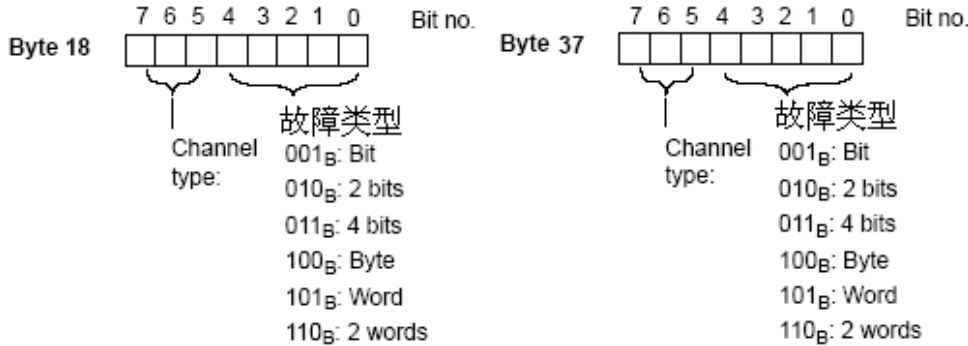 7 6 5 4 3 2 1 0 Bit no.
Byte 18
故障类型
Channel type:
001B: Bit
010B: 2 bits
011B: 4 bits
100B: Byte
101B: Word
110B: 2 words
7 6 5 4 3 2 1 0 Bit no.
Byte 37
故障类型
Channel type:
001B: Bit
010B: 2 bits
011B: 4 bits
100B: Byte
101B: Word
110B: 2 words